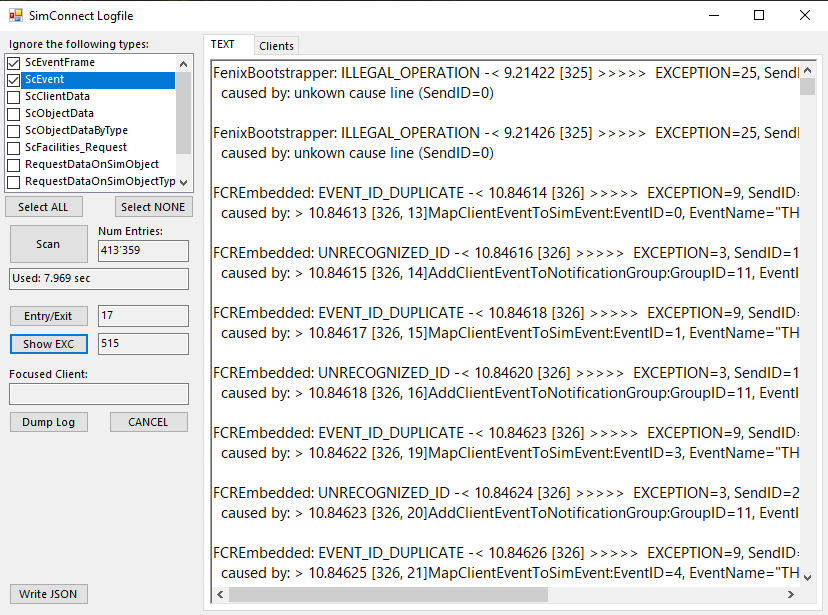 SimConnect Logfile
Ignore the following types:
ScEventFrame
ScEvent
ScClientData
ScObjectData
ScObjectDataByType
ScFacilities_Request
RequestDataOnSimObject
RequestDataOnSimObjectTyp
Select ALL
Select NONE
Scan
Num Entries:
413'359
Used: 7.969 sec
Entry/Exit
17
Show EXC
515
Focused Client:
Dump Log
CANCEL
Write JSON
TEXT
Clients
FenixBootstrapper: ILLEGAL_OPERATION -< 9.21422 [325] >>>>>  EXCEPTION=25, SendI
caused by: unkown cause line (SendID=0)
FenixBootstrapper: ILLEGAL_OPERATION -< 9.21426 [325] >>>>>  EXCEPTION=25, SendI
caused by: unkown cause line (SendID=0)
FCREmbedded: EVENT_ID_DUPLICATE -< 10.84614 [326] >>>>>  EXCEPTION=9, SendID=
caused by: > 10.84613 [326, 13]MapClientEventToSimEvent:EventID=0, EventName="TH
FCREmbedded: UNRECOGNIZED_ID -< 10.84616 [326] >>>>>  EXCEPTION=3, SendID=1
caused by: > 10.84615 [326, 14]AddClientEventToNotificationGroup:GroupID=11, EventI
FCREmbedded: EVENT_ID_DUPLICATE -< 10.84618 [326] >>>>>  EXCEPTION=9, SendID=
caused by: > 10.84617 [326, 15]MapClientEventToSimEvent:EventID=1, EventName="TH
FCREmbedded: UNRECOGNIZED_ID -< 10.84620 [326] >>>>>  EXCEPTION=3, SendID=1
caused by: > 10.84618 [326, 16]AddClientEventToNotificationGroup:GroupID=11, EventI
FCREmbedded: EVENT_ID_DUPLICATE -< 10.84623 [326] >>>>>  EXCEPTION=9, SendID=
caused by: > 10.84622 [326, 19]MapClientEventToSimEvent:EventID=3, EventName="TH
FCREmbedded: UNRECOGNIZED_ID -< 10.84624 [326] >>>>>  EXCEPTION=3, SendID=2
caused by: > 10.84623 [326, 20]AddClientEventToNotificationGroup:GroupID=11, EventI
FCREmbedded: EVENT_ID_DUPLICATE -< 10.84626 [326] >>>>>  EXCEPTION=9, SendID=
caused by: > 10.84625 [326, 21]MapClientEventToSimEvent:EventID=4, EventName="TH